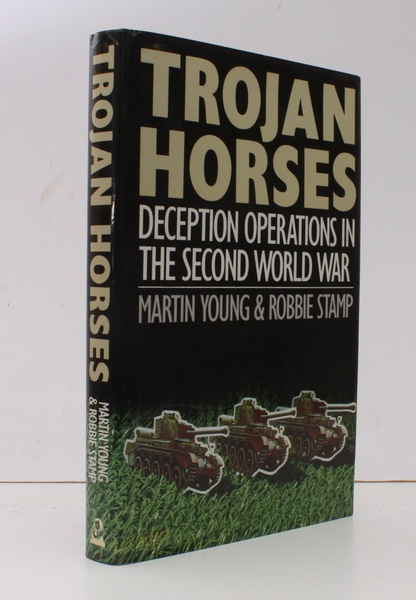 TROJAN
HORSES
DECEPTION OPERATIONS IN
THE SECOND WORLD WAR
MARTIN YOUNG & ROBBIE STAMP
TROJAN HORSES
MARTIN YOUNG
& ROBBIE STAMP